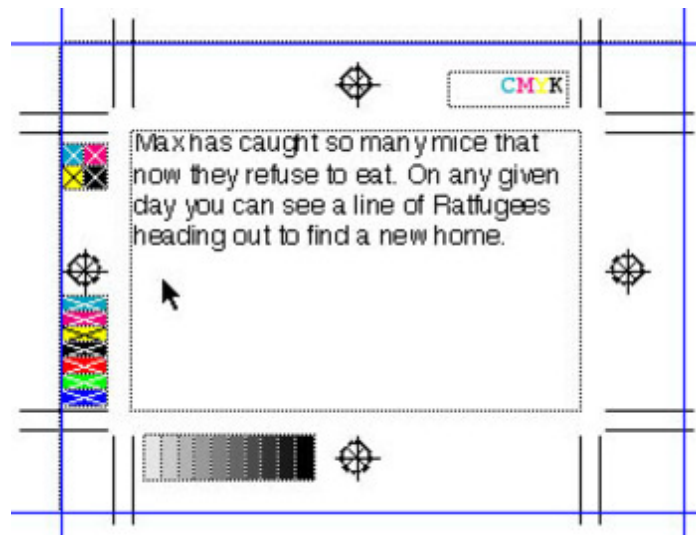 CMYK
Max has caught so many mice that
now they refuse to eat. On any given
day you can see a line of Ratfugees
heading out to find a new home.